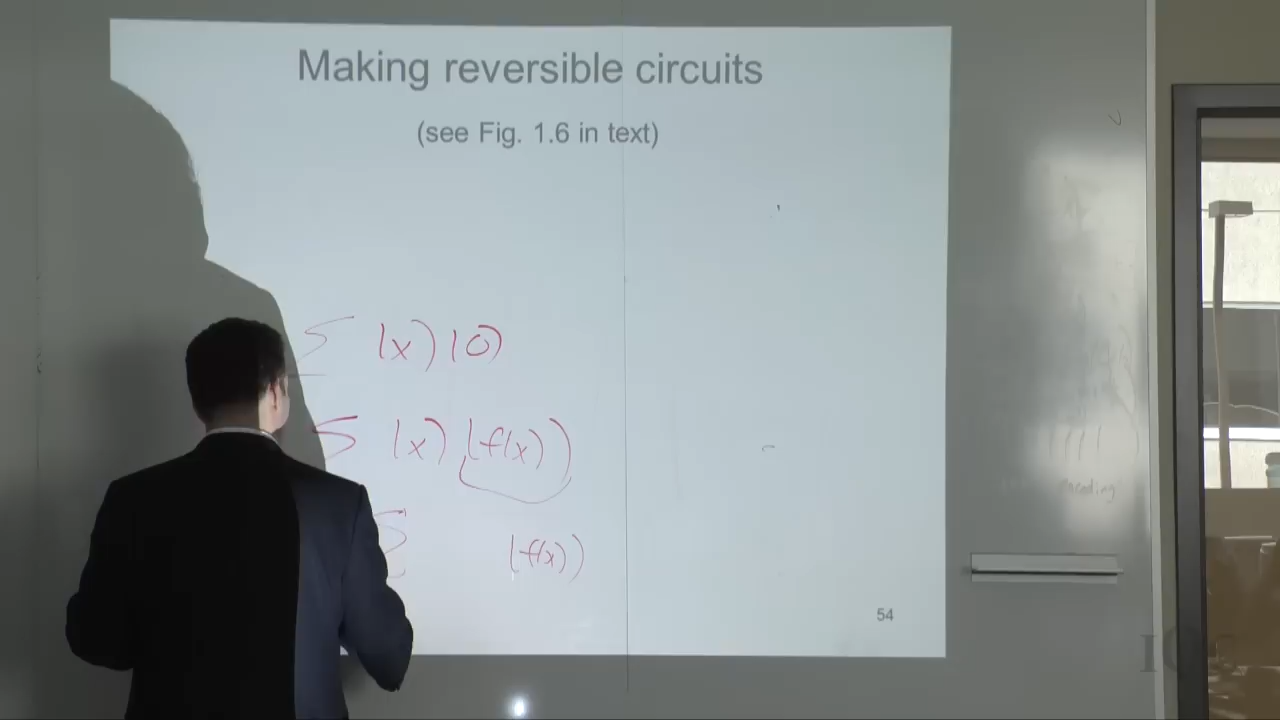 Making reversible circuits
(see Fig. 1.6 in text)
Σ |x⟩|0⟩
Σ |x⟩|f(x)⟩
Σ |f(x)⟩
54